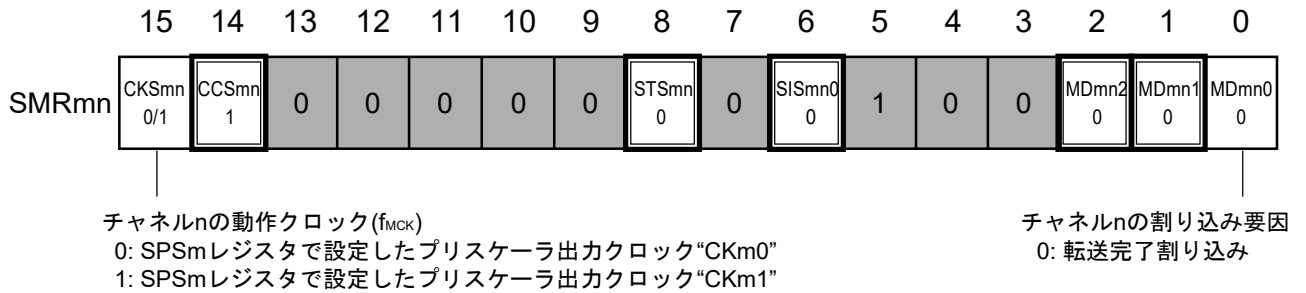 15 14 13 12 11 10 9 8 7 6 5 4 3 2 1 0
SMRmn
CKSmn 0/1
CCSmn 1
0 0 0 0 0
STSmn 0
0
SISmn0 0
1 0 0
MDmn2 0
MDmn1 0
MDmn0 0
チャネルnの動作クロック(fMCK)
0: SPSmレジスタで設定したプリスケーラ出力クロック“CKm0”
1: SPSmレジスタで設定したプリスケーラ出力クロック“CKm1”
チャネルnの割り込み要因
0: 転送完了割り込み